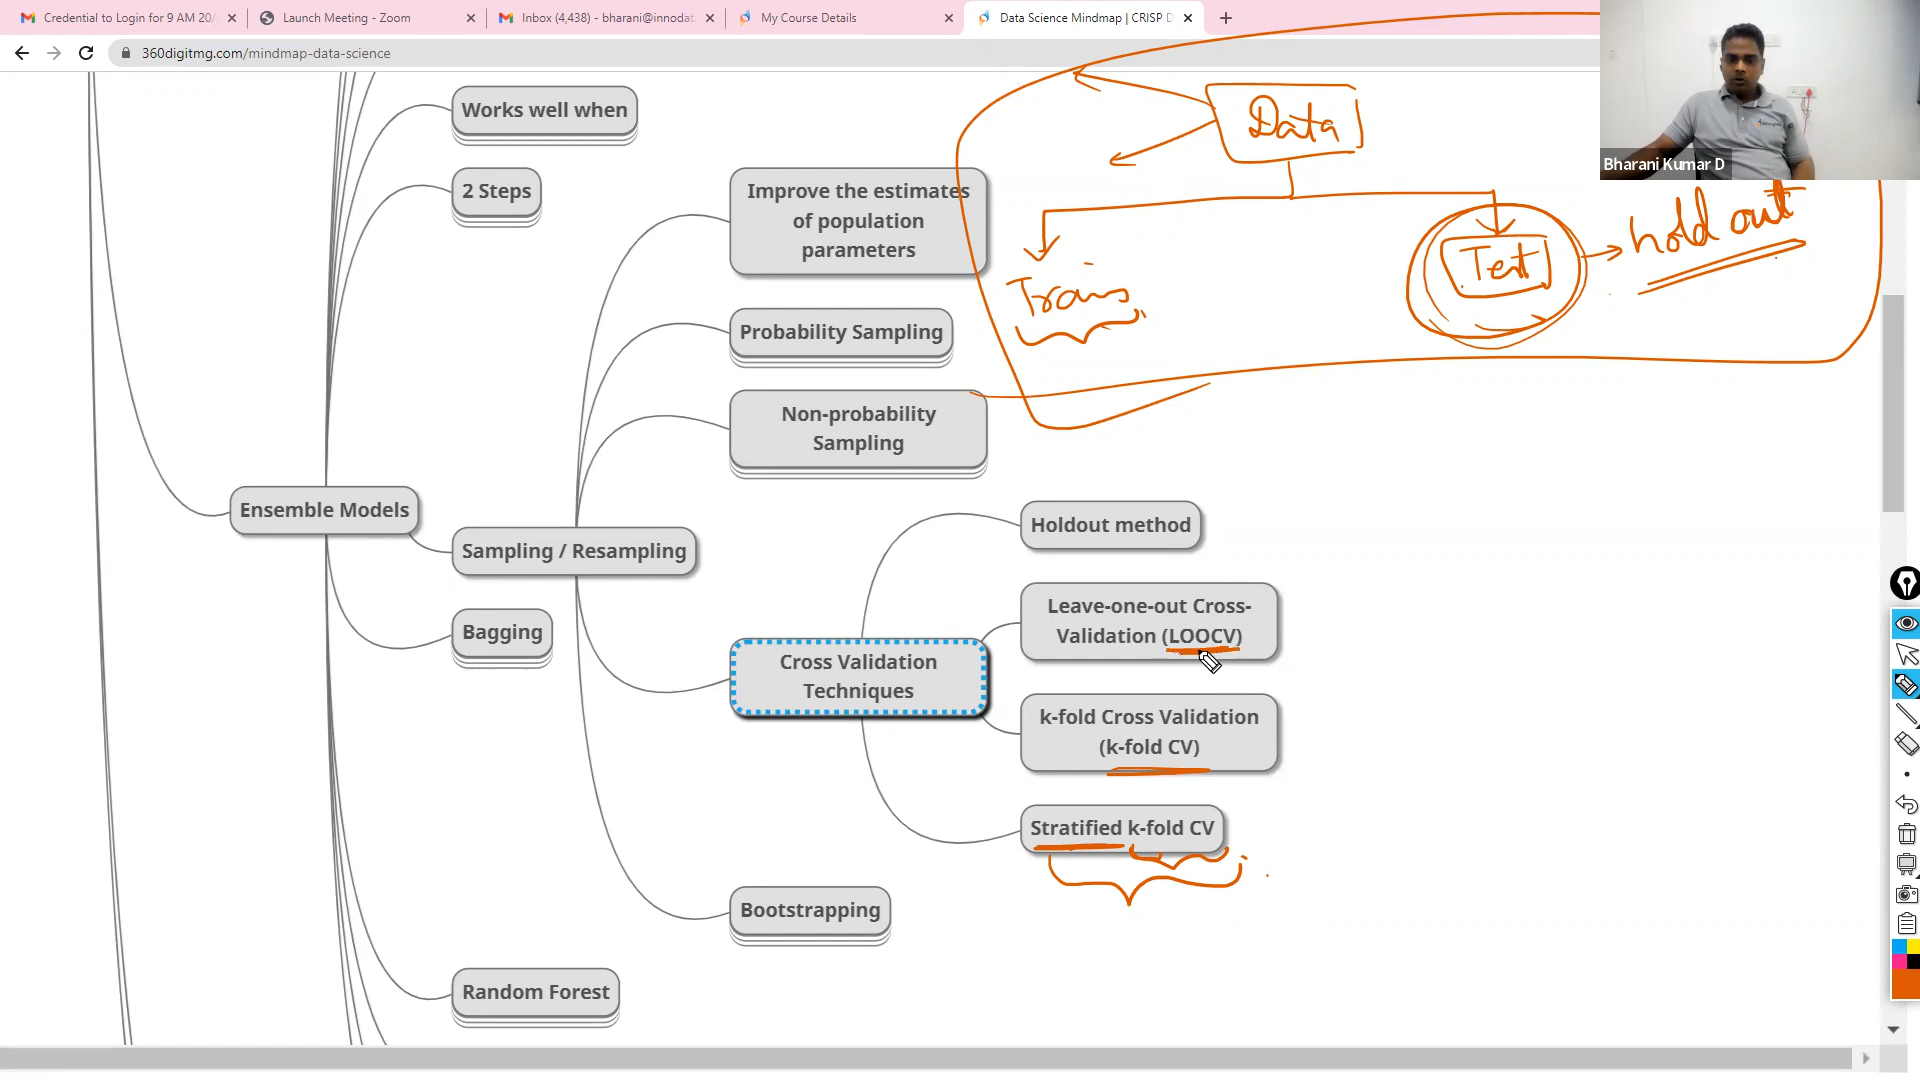 Credential to Login for 9 AM 20/
Launch Meeting - Zoom
Inbox (4,438) - bharani@innodat
My Course Details
Data Science Mindmap | CRISP D
360digitmg.com/mindmap-data-science
Bharani Kumar D
Data
Train
Test
hold out
Works well when
2 Steps
Improve the estimates
of population
parameters
Probability Sampling
Non-probability
Sampling
Ensemble Models
Sampling / Resampling
Holdout method
Leave-one-out Cross-
Validation (LOOCV)
Bagging
Cross Validation
Techniques
k-fold Cross Validation
(k-fold CV)
Stratified k-fold CV
Bootstrapping
Random Forest